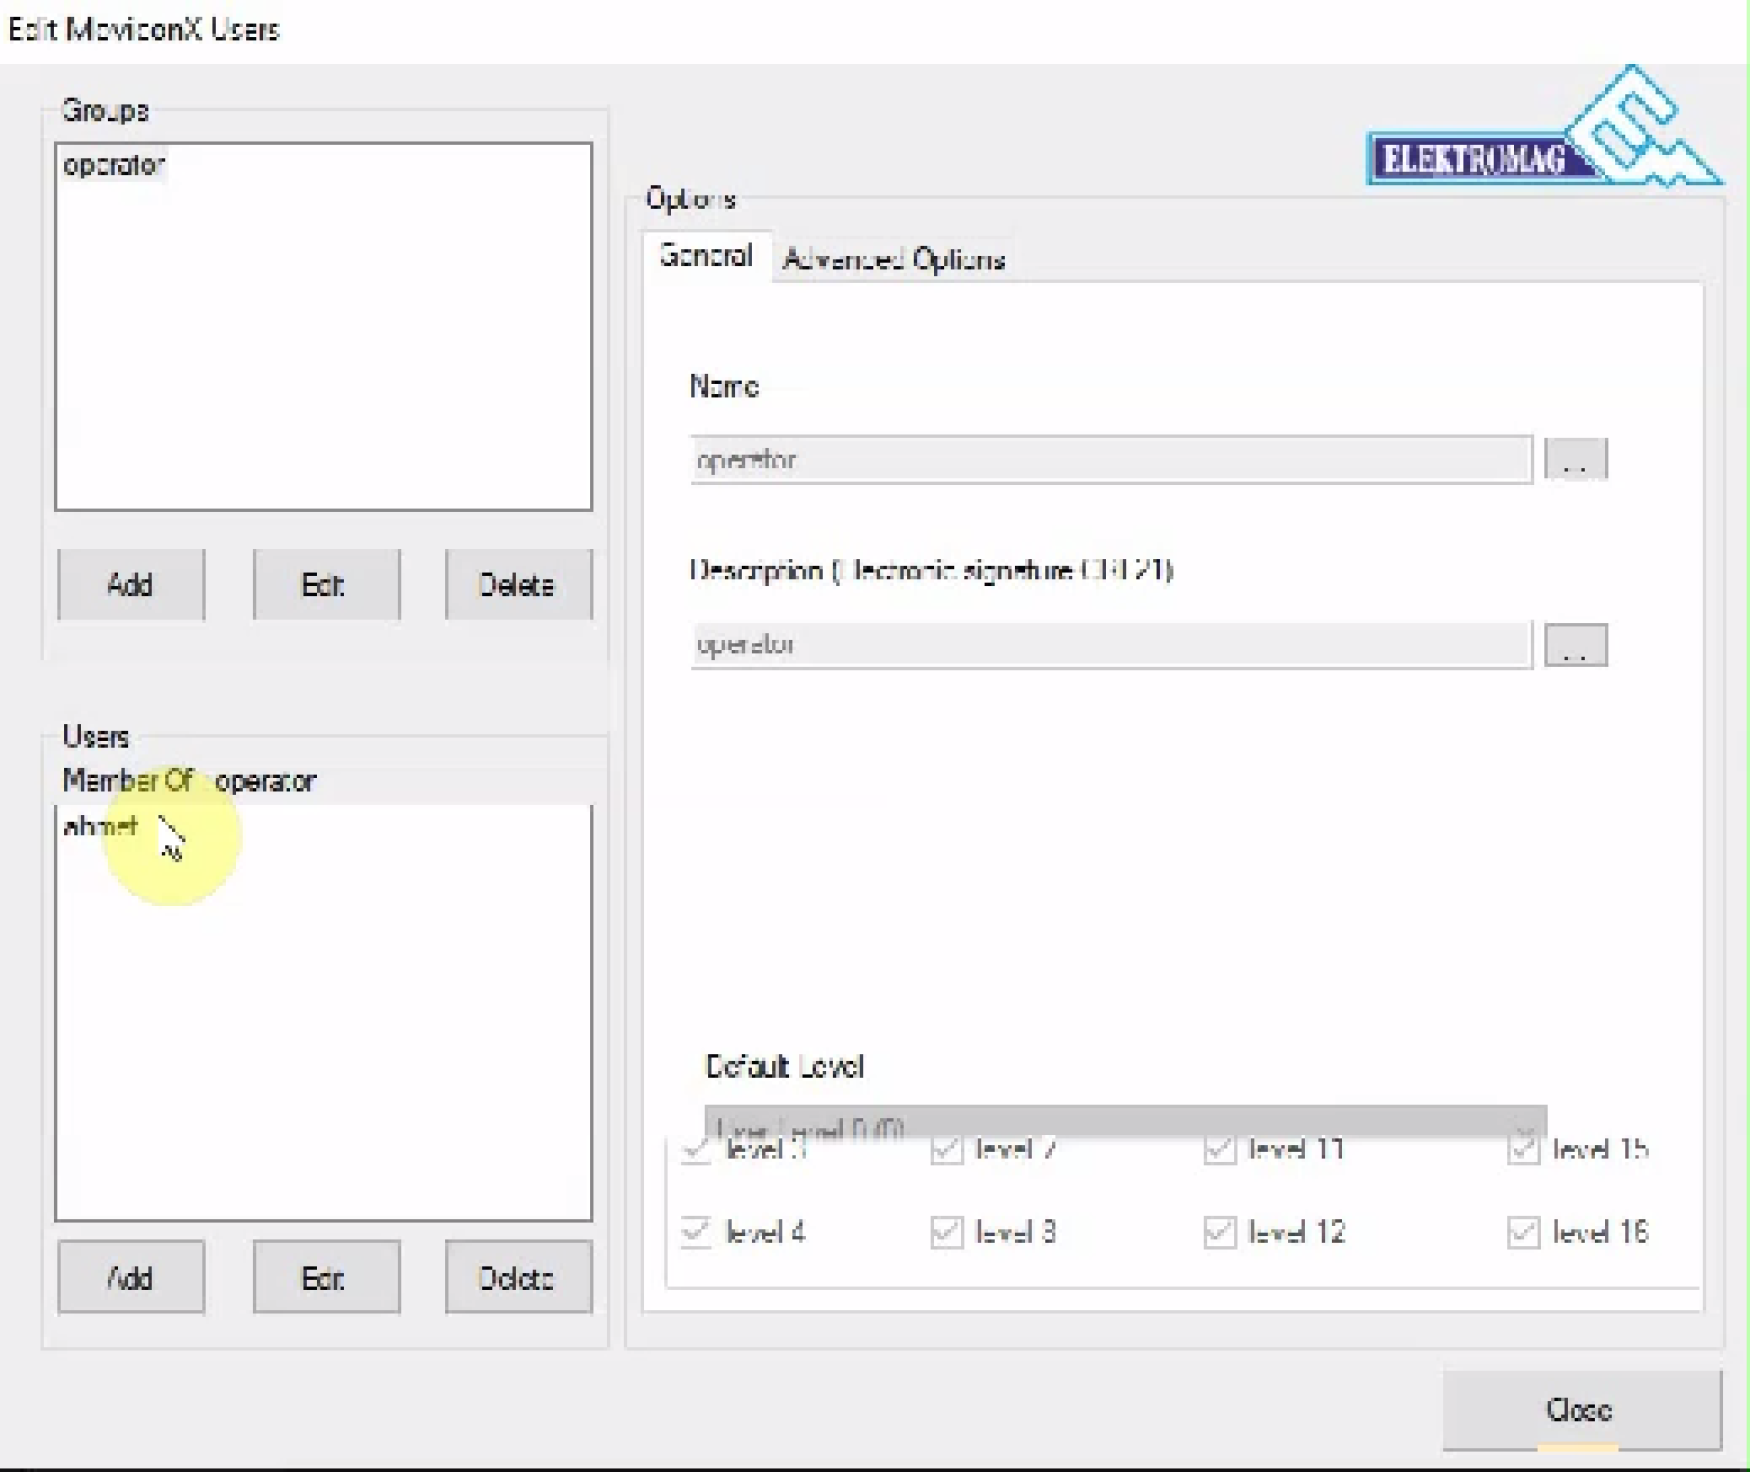 Edit MoviconX Users
Groups
operator
ELEKTROMAG
Options
General
Advanced Options
Name
operator
...
Description (Electronic signature CRF21)
operator
...
Add
Edit
Delete
Users
Member Of operator
ahmet
Default Level
User Level 0 (0)
level 3
level 7
level 11
level 15
level 4
level 8
level 12
level 16
Add
Edit
Delete
Close